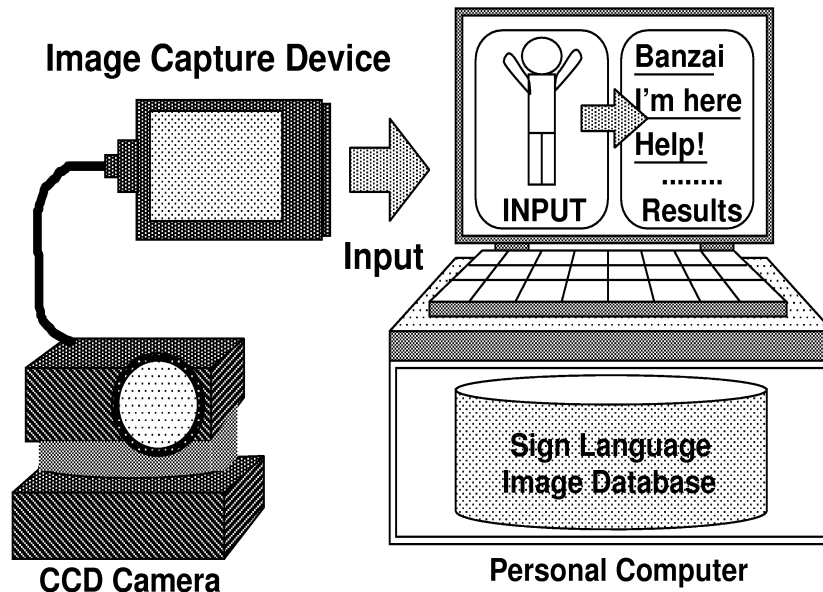 Image Capture Device
Input
INPUT
Banzai
I'm here
Help!
........
Results
Sign Language
Image Database
CCD Camera
Personal Computer